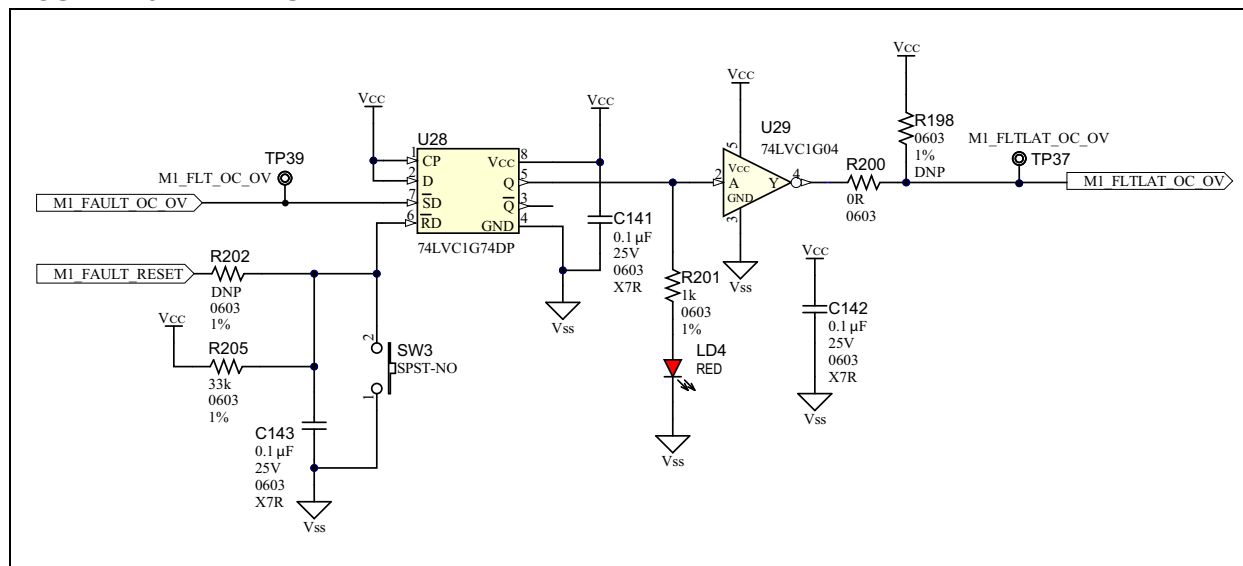 Vcc
Vcc
Vcc
Vcc
U28
U29
74LVC1G04
R198
0603
1%
DNP
M1_FLTLAT_OC_OV
TP37
M1_FLTLAT_OC_OV
TP39
M1_FLT_OC_OV
M1_FAULT_OC_OV
1 CP
2 D
7 SD
6 RD
Vcc 8
Q 5
Q 3
GND 4
74LVC1G74DP
5
Vcc
2 A Y 4
GND
3
Vss
R200
0R
0603
C141
0.1 µF
25V
0603
X7R
Vss
M1_FAULT_RESET
R202
DNP
0603
1%
Vcc
R205
33k
0603
1%
2
SW3
SPST-NO
1
C143
0.1 µF
25V
0603
X7R
Vss
R201
1k
0603
1%
LD4
RED
Vss
Vcc
C142
0.1 µF
25V
0603
X7R
Vss